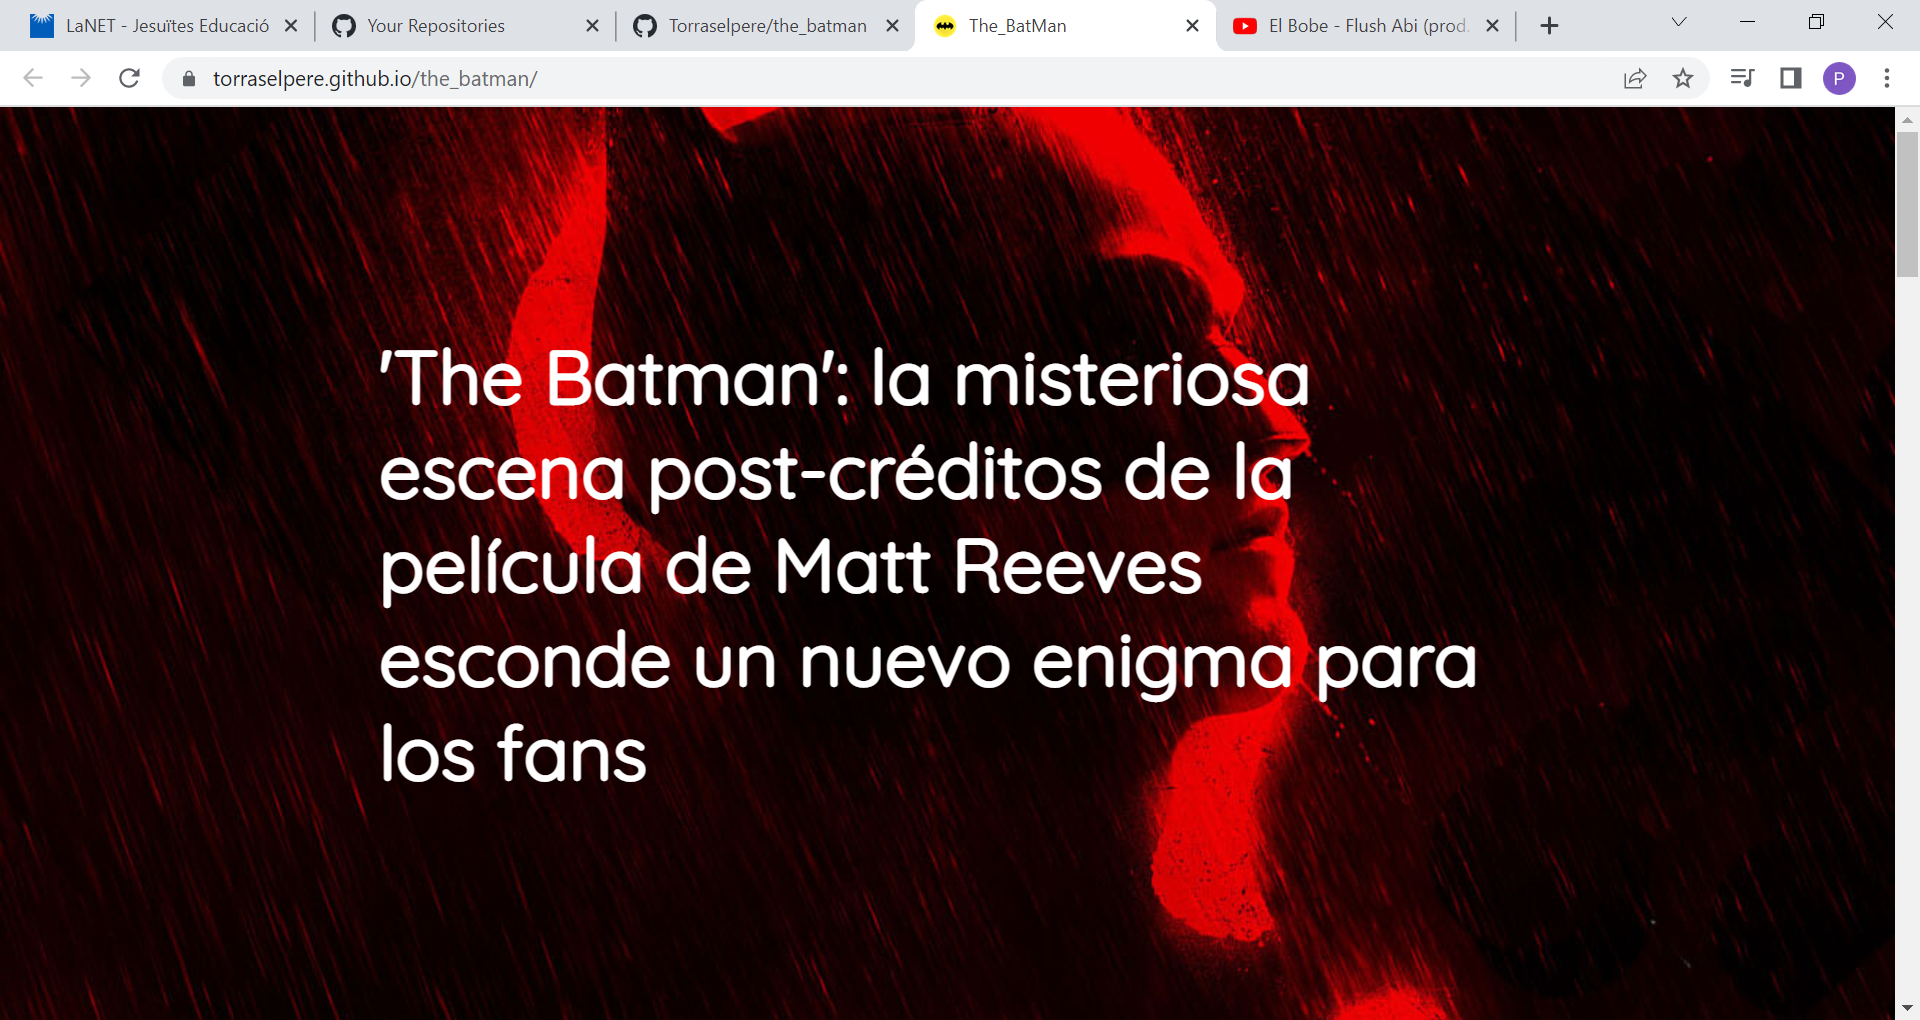 LaNET - Jesuïtes Educació
Your Repositories
Torraselpere/the_batman
The_BatMan
El Bobe - Flush Abi (prod.
torraselpere.github.io/the_batman/
P
'The Batman': la misteriosa
escena post-créditos de la
película de Matt Reeves
esconde un nuevo enigma para
los fans